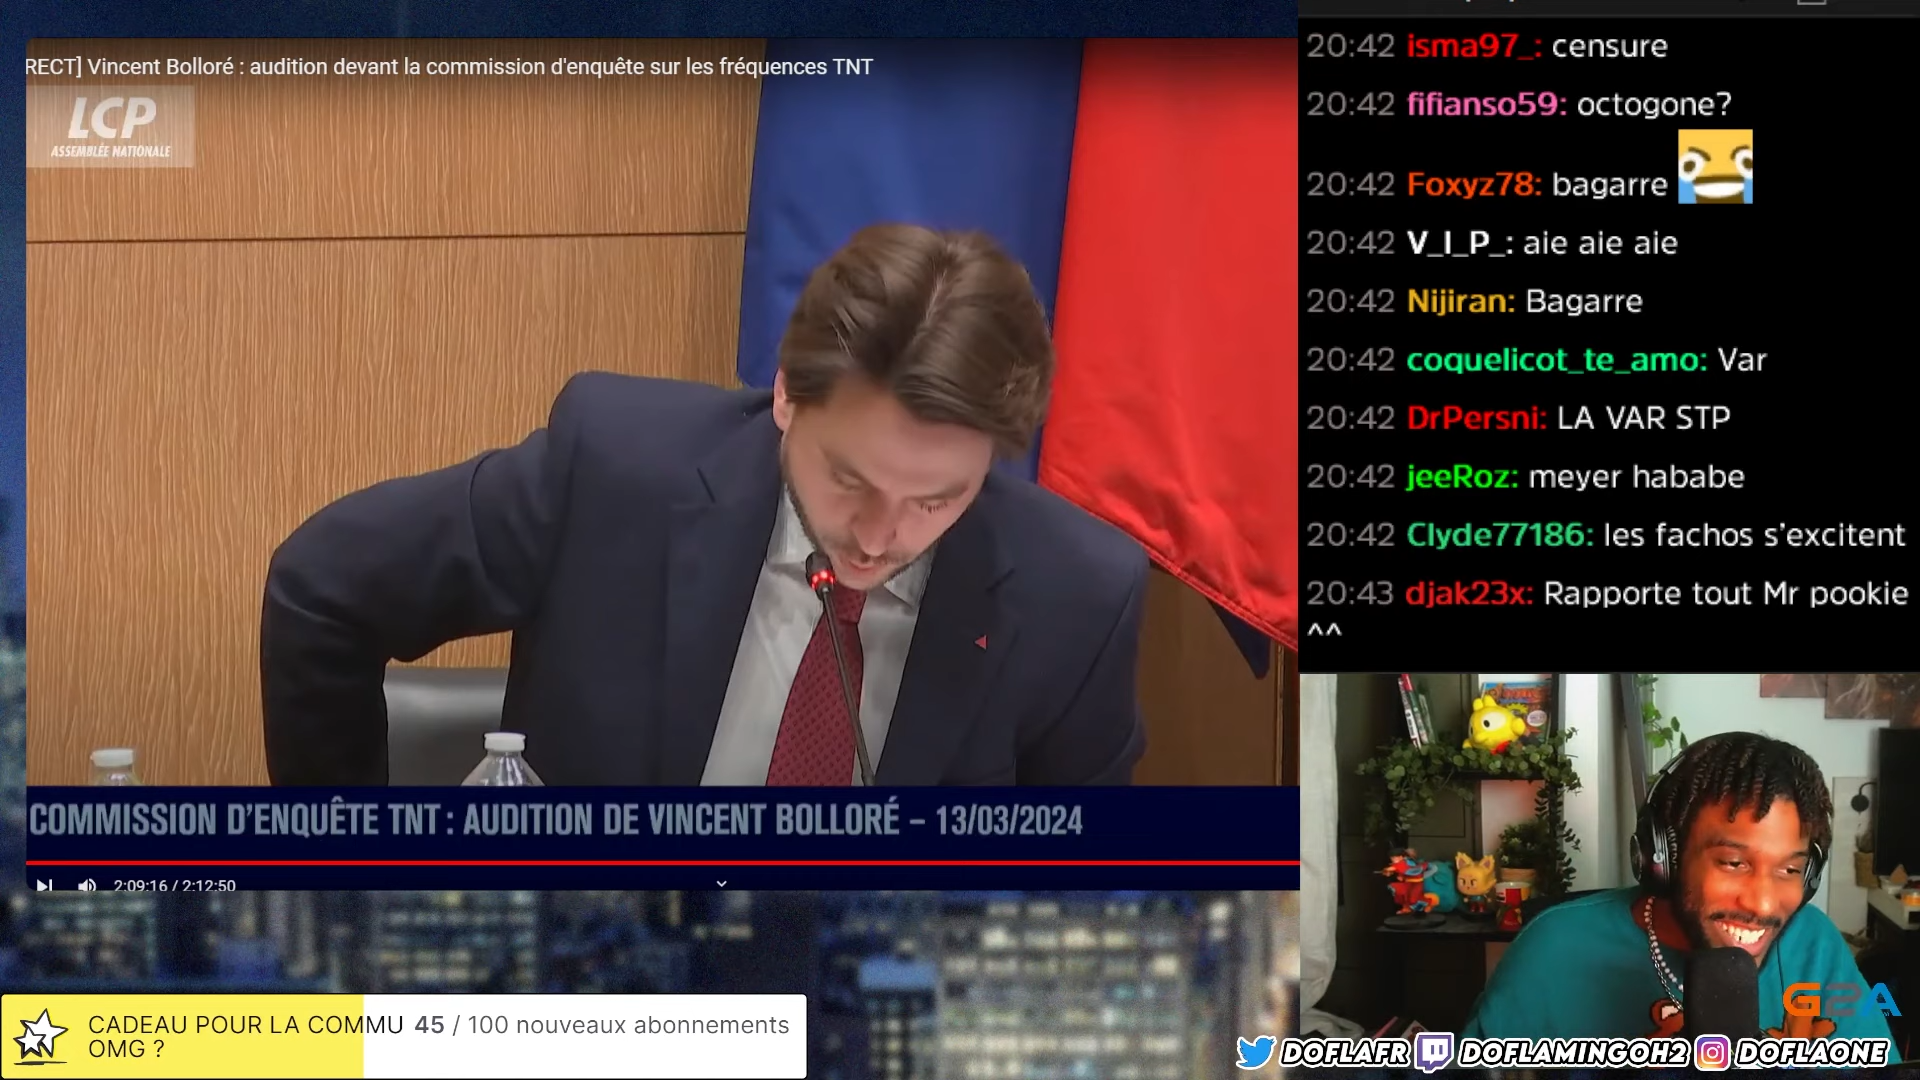 RECT] Vincent Bolloré : audition devant la commission d'enquête sur les fréquences TNT
LCP
ASSEMBLÉE NATIONALE
COMMISSION D'ENQUÊTE TNT : AUDITION DE VINCENT BOLLORÉ – 13/03/2024
2:09:16 / 2:12:50
20:42 isma97_: censure
20:42 fifianso59: octogone?
20:42 Foxyz78: bagarre
20:42 V_I_P_: aie aie aie
20:42 Nijiran: Bagarre
20:42 coquelicot_te_amo: Var
20:42 DrPersni: LA VAR STP
20:42 jeeRoz: meyer hababe
20:42 Clyde77186: les fachos s'excitent
20:43 djak23x: Rapporte tout Mr pookie
^^
CADEAU POUR LA COMMU 45 / 100 nouveaux abonnements
OMG ?
G2A
DOFLAFR DOFLAMINGOH2 DOFLAONE